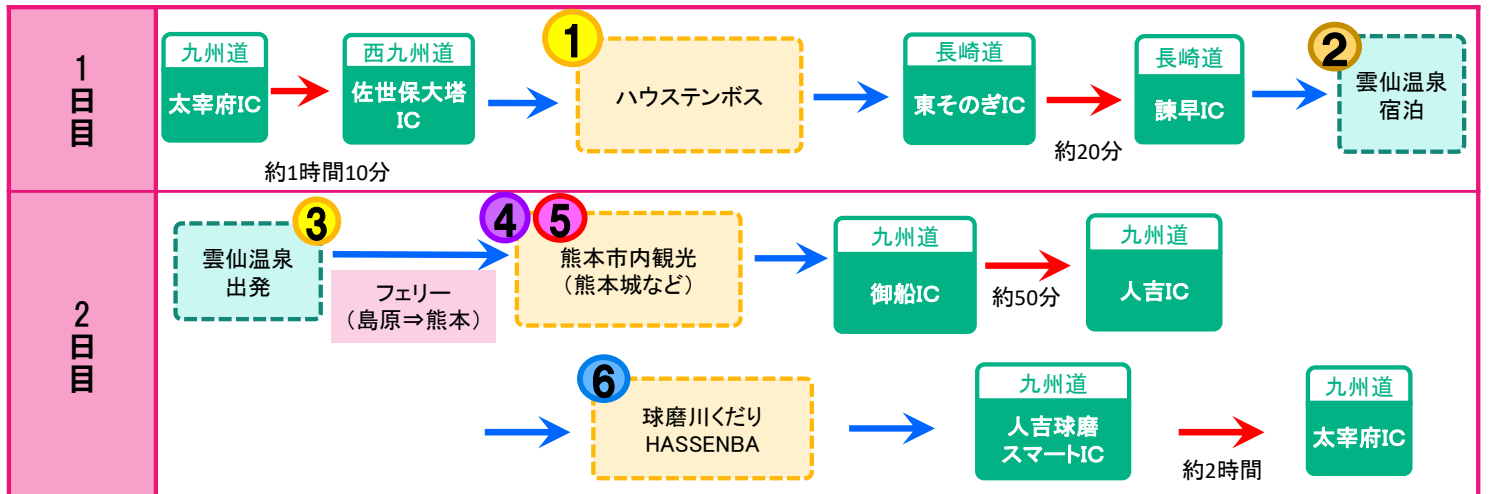 1
日
目
九州道
太宰府IC
約1時間10分
西九州道
佐世保大塔
IC
1
ハウステンボス
長崎道
東そのぎIC
約20分
長崎道
諫早IC
2
雲仙温泉
宿泊
2
日
目
3
雲仙温泉
出発
フェリー
（島原⇒熊本）
4
5
熊本市内観光
（熊本城など）
九州道
御船IC
約50分
九州道
人吉IC
6
球磨川くだり
HASSENBA
九州道
人吉球磨
スマートIC
約2時間
九州道
太宰府IC